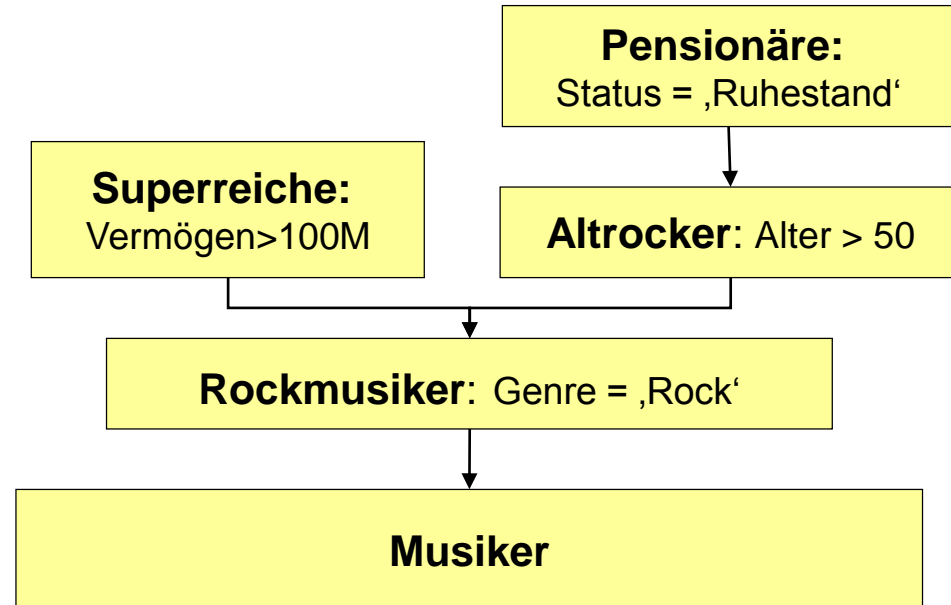 Pensionäre:
Status = ‚Ruhestand‘
Superreiche:
Vermögen>100M
Altrocker: Alter > 50
Rockmusiker: Genre = ‚Rock‘
Musiker